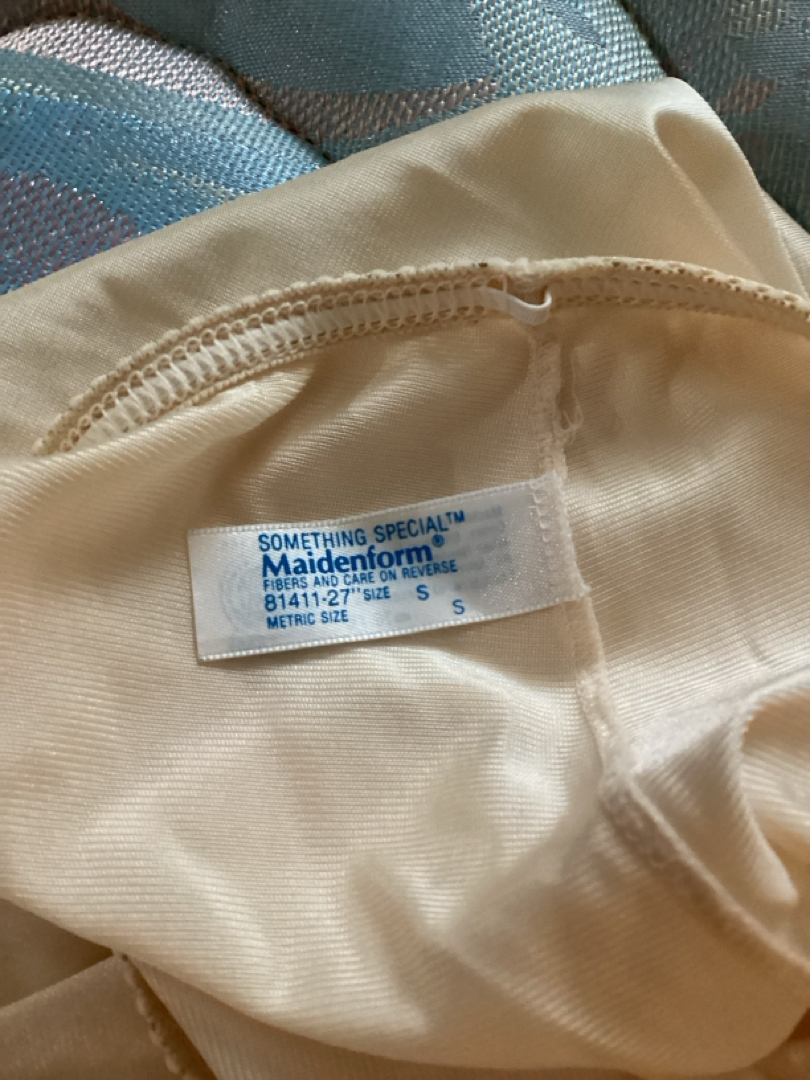 SOMETHING SPECIAL™
Maidenform®
FIBERS AND CARE ON REVERSE
81411-27" SIZE S
METRIC SIZE S